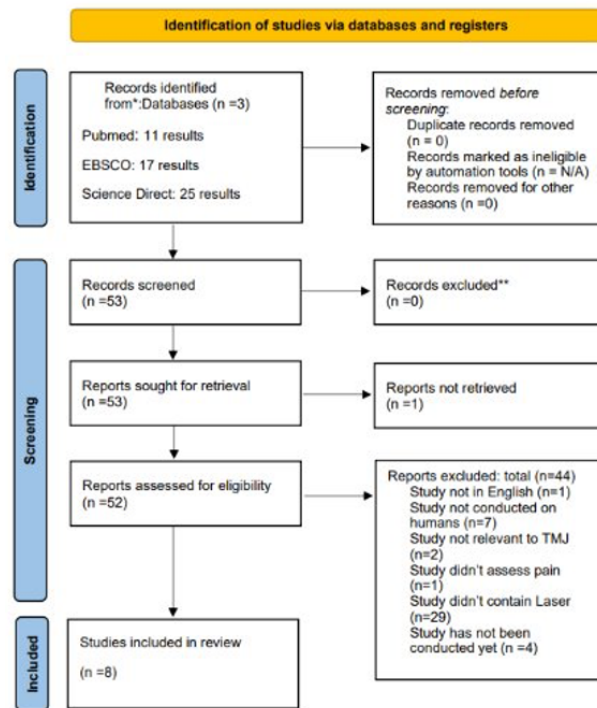 Identification of studies via databases and registers
Identification
Records identified
from*:Databases (n =3)
Pubmed: 11 results
EBSCO: 17 results
Science Direct: 25 results
Records removed before
screening:
Duplicate records removed
(n = 0)
Records marked as ineligible
by automation tools (n = N/A)
Records removed for other
reasons (n =0)
Screening
Records screened
(n =53)
Records excluded**
(n =0)
Reports sought for retrieval
(n =53)
Reports not retrieved
(n =1)
Reports assessed for eligibility
(n =52)
Reports excluded: total (n=44)
Study not in English (n=1)
Study not conducted on
humans (n=7)
Study not relevant to TMJ
(n=2)
Study didn't assess pain
(n=1)
Study didn't contain Laser
(n=29)
Study has not been
conducted yet (n =4)
Included
Studies included in review
(n =8)